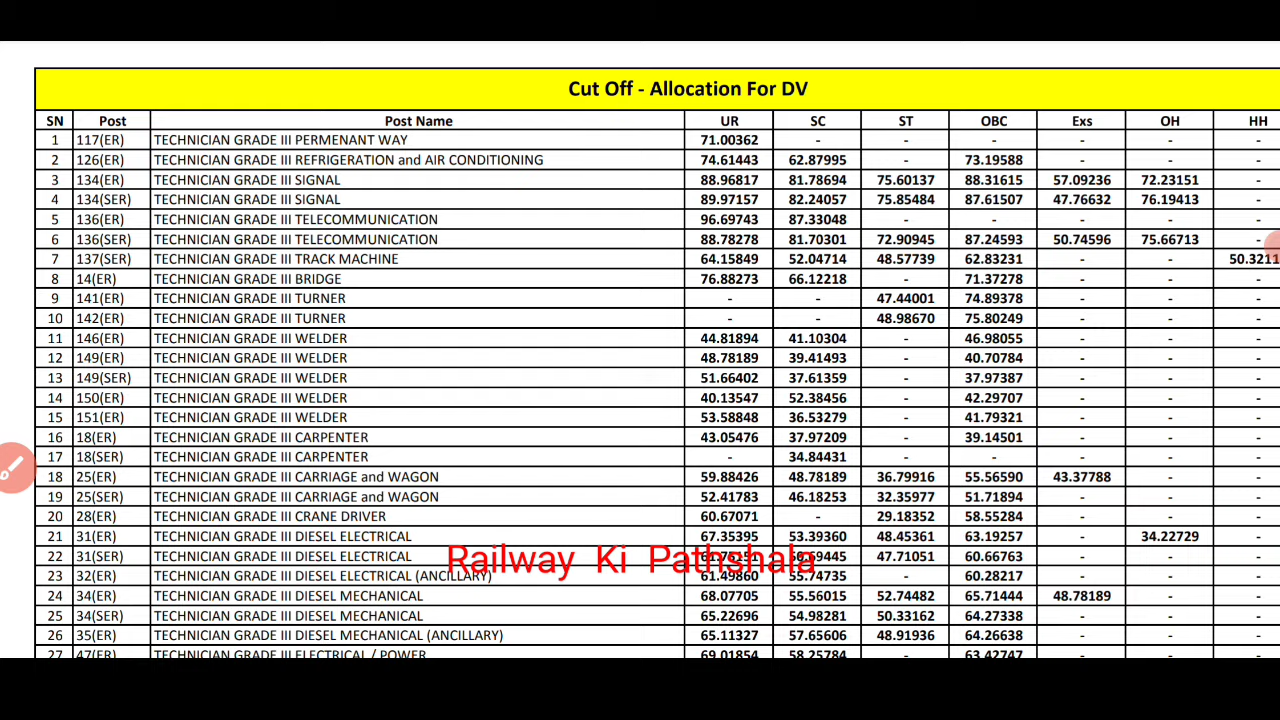 Cut Off - Allocation For DV
SN Post Post Name UR SC ST OBC Exs OH HH
1 117(ER) TECHNICIAN GRADE III PERMENANT WAY 71.00362 - - - - - -
2 126(ER) TECHNICIAN GRADE III REFRIGERATION and AIR CONDITIONING 74.61443 62.87995 - 73.19588 - - -
3 134(ER) TECHNICIAN GRADE III SIGNAL 88.96817 81.78694 75.60137 88.31615 57.09236 72.23151 -
4 134(SER) TECHNICIAN GRADE III SIGNAL 89.97157 82.24057 75.85484 87.61507 47.76632 76.19413 -
5 136(ER) TECHNICIAN GRADE III TELECOMMUNICATION 96.69743 87.33048 - - - - -
6 136(SER) TECHNICIAN GRADE III TELECOMMUNICATION 88.78278 81.70301 72.90945 87.24593 50.74596 75.66713 -
7 137(SER) TECHNICIAN GRADE III TRACK MACHINE 64.15849 52.04714 48.57739 62.83231 - - 50.3211
8 14(ER) TECHNICIAN GRADE III BRIDGE 76.88273 66.12218 - 71.37278 - - -
9 141(ER) TECHNICIAN GRADE III TURNER - - 47.44001 74.89378 - - -
10 142(ER) TECHNICIAN GRADE III TURNER - - 48.98670 75.80249 - - -
11 146(ER) TECHNICIAN GRADE III WELDER 44.81894 41.10304 - 46.98055 - - -
12 149(ER) TECHNICIAN GRADE III WELDER 48.78189 39.41493 - 40.70784 - - -
13 149(SER) TECHNICIAN GRADE III WELDER 51.66402 37.61359 - 37.97387 - - -
14 150(ER) TECHNICIAN GRADE III WELDER 40.13547 52.38456 - 42.29707 - - -
15 151(ER) TECHNICIAN GRADE III WELDER 53.58848 36.53279 - 41.79321 - - -
16 18(ER) TECHNICIAN GRADE III CARPENTER 43.05476 37.97209 - 39.14501 - - -
17 18(SER) TECHNICIAN GRADE III CARPENTER - 34.84431 - - - - -
18 25(ER) TECHNICIAN GRADE III CARRIAGE and WAGON 59.88426 48.78189 36.79916 55.56590 43.37788 - -
19 25(SER) TECHNICIAN GRADE III CARRIAGE and WAGON 52.41783 46.18253 32.35977 51.71894 - - -
20 28(ER) TECHNICIAN GRADE III CRANE DRIVER 60.67071 - 29.18352 58.55284 - - -
21 31(ER) TECHNICIAN GRADE III DIESEL ELECTRICAL 67.35395 53.39360 48.45361 63.19257 - 34.22729 -
22 31(SER) TECHNICIAN GRADE III DIESEL ELECTRICAL 47.71051 60.66763 - - -
Railway Ki Pathshala
23 32(ER) TECHNICIAN GRADE III DIESEL ELECTRICAL (ANCILLARY) 61.49860 55.74735 - 60.28217 - - -
24 34(ER) TECHNICIAN GRADE III DIESEL MECHANICAL 68.07705 55.56015 52.74482 65.71444 48.78189 - -
25 34(SER) TECHNICIAN GRADE III DIESEL MECHANICAL 65.22696 54.98281 50.33162 64.27338 - - -
26 35(ER) TECHNICIAN GRADE III DIESEL MECHANICAL (ANCILLARY) 65.11327 57.65606 48.91936 64.26638 - - -
27 47(ER) TECHNICIAN GRADE III ELECTRICAL / POWER 69.01854 58.25784 - 63.42747 - - -